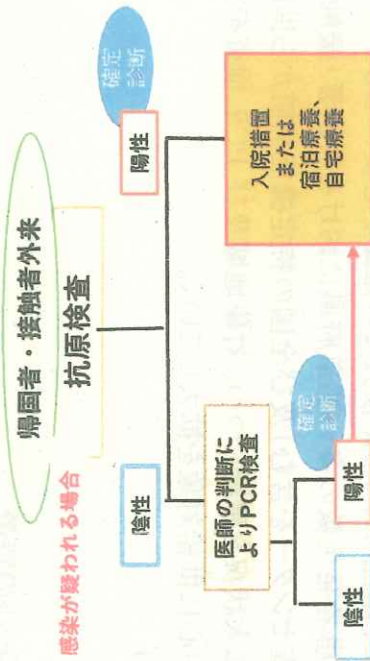 帰国者・接触者外来
感染が疑われる場合
抗原検査
陰性
陽性
確定
診断
医師の判断に
よりPCR検査
入院措置
または
宿泊療養、
自宅療養
陰性
陽性
確定
診断